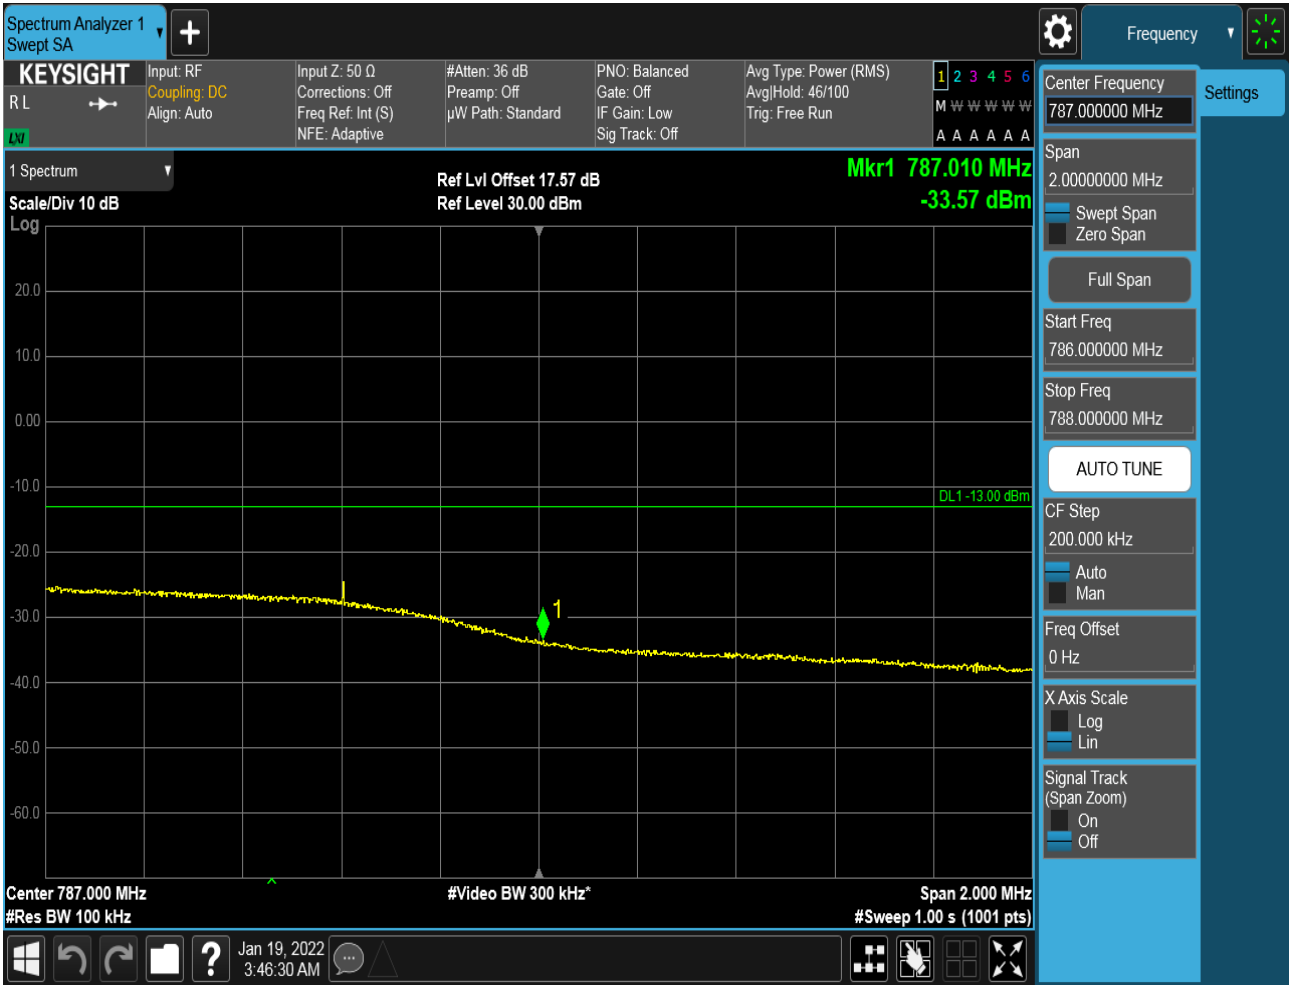 Spectrum Analyzer 1
Swept SA
Frequency
KEYSIGHT
R L
LXI
Input: RF
Coupling: DC
Align: Auto
Input Z: 50 Ω
Corrections: Off
Freq Ref: Int (S)
NFE: Adaptive
#Atten: 36 dB
Preamp: Off
µW Path: Standard
PNO: Balanced
Gate: Off
IF Gain: Low
Sig Track: Off
Avg Type: Power (RMS)
Avg|Hold: 46/100
Trig: Free Run
1 2 3 4 5 6
M W W W W W
A A A A A A
1 Spectrum
Scale/Div 10 dB
Log
Ref Lvl Offset 17.57 dB
Ref Level 30.00 dBm
Mkr1 787.010 MHz
-33.57 dBm
20.0
10.0
0.00
-10.0
-20.0
-30.0
-40.0
-50.0
-60.0
DL1 -13.00 dBm
1
Center 787.000 MHz
#Res BW 100 kHz
#Video BW 300 kHz*
Span 2.000 MHz
#Sweep 1.00 s (1001 pts)
Jan 19, 2022
3:46:30 AM
Center Frequency
787.000000 MHz
Span
2.00000000 MHz
Swept Span
Zero Span
Full Span
Start Freq
786.000000 MHz
Stop Freq
788.000000 MHz
AUTO TUNE
CF Step
200.000 kHz
Auto
Man
Freq Offset
0 Hz
X Axis Scale
Log
Lin
Signal Track
(Span Zoom)
On
Off
Settings